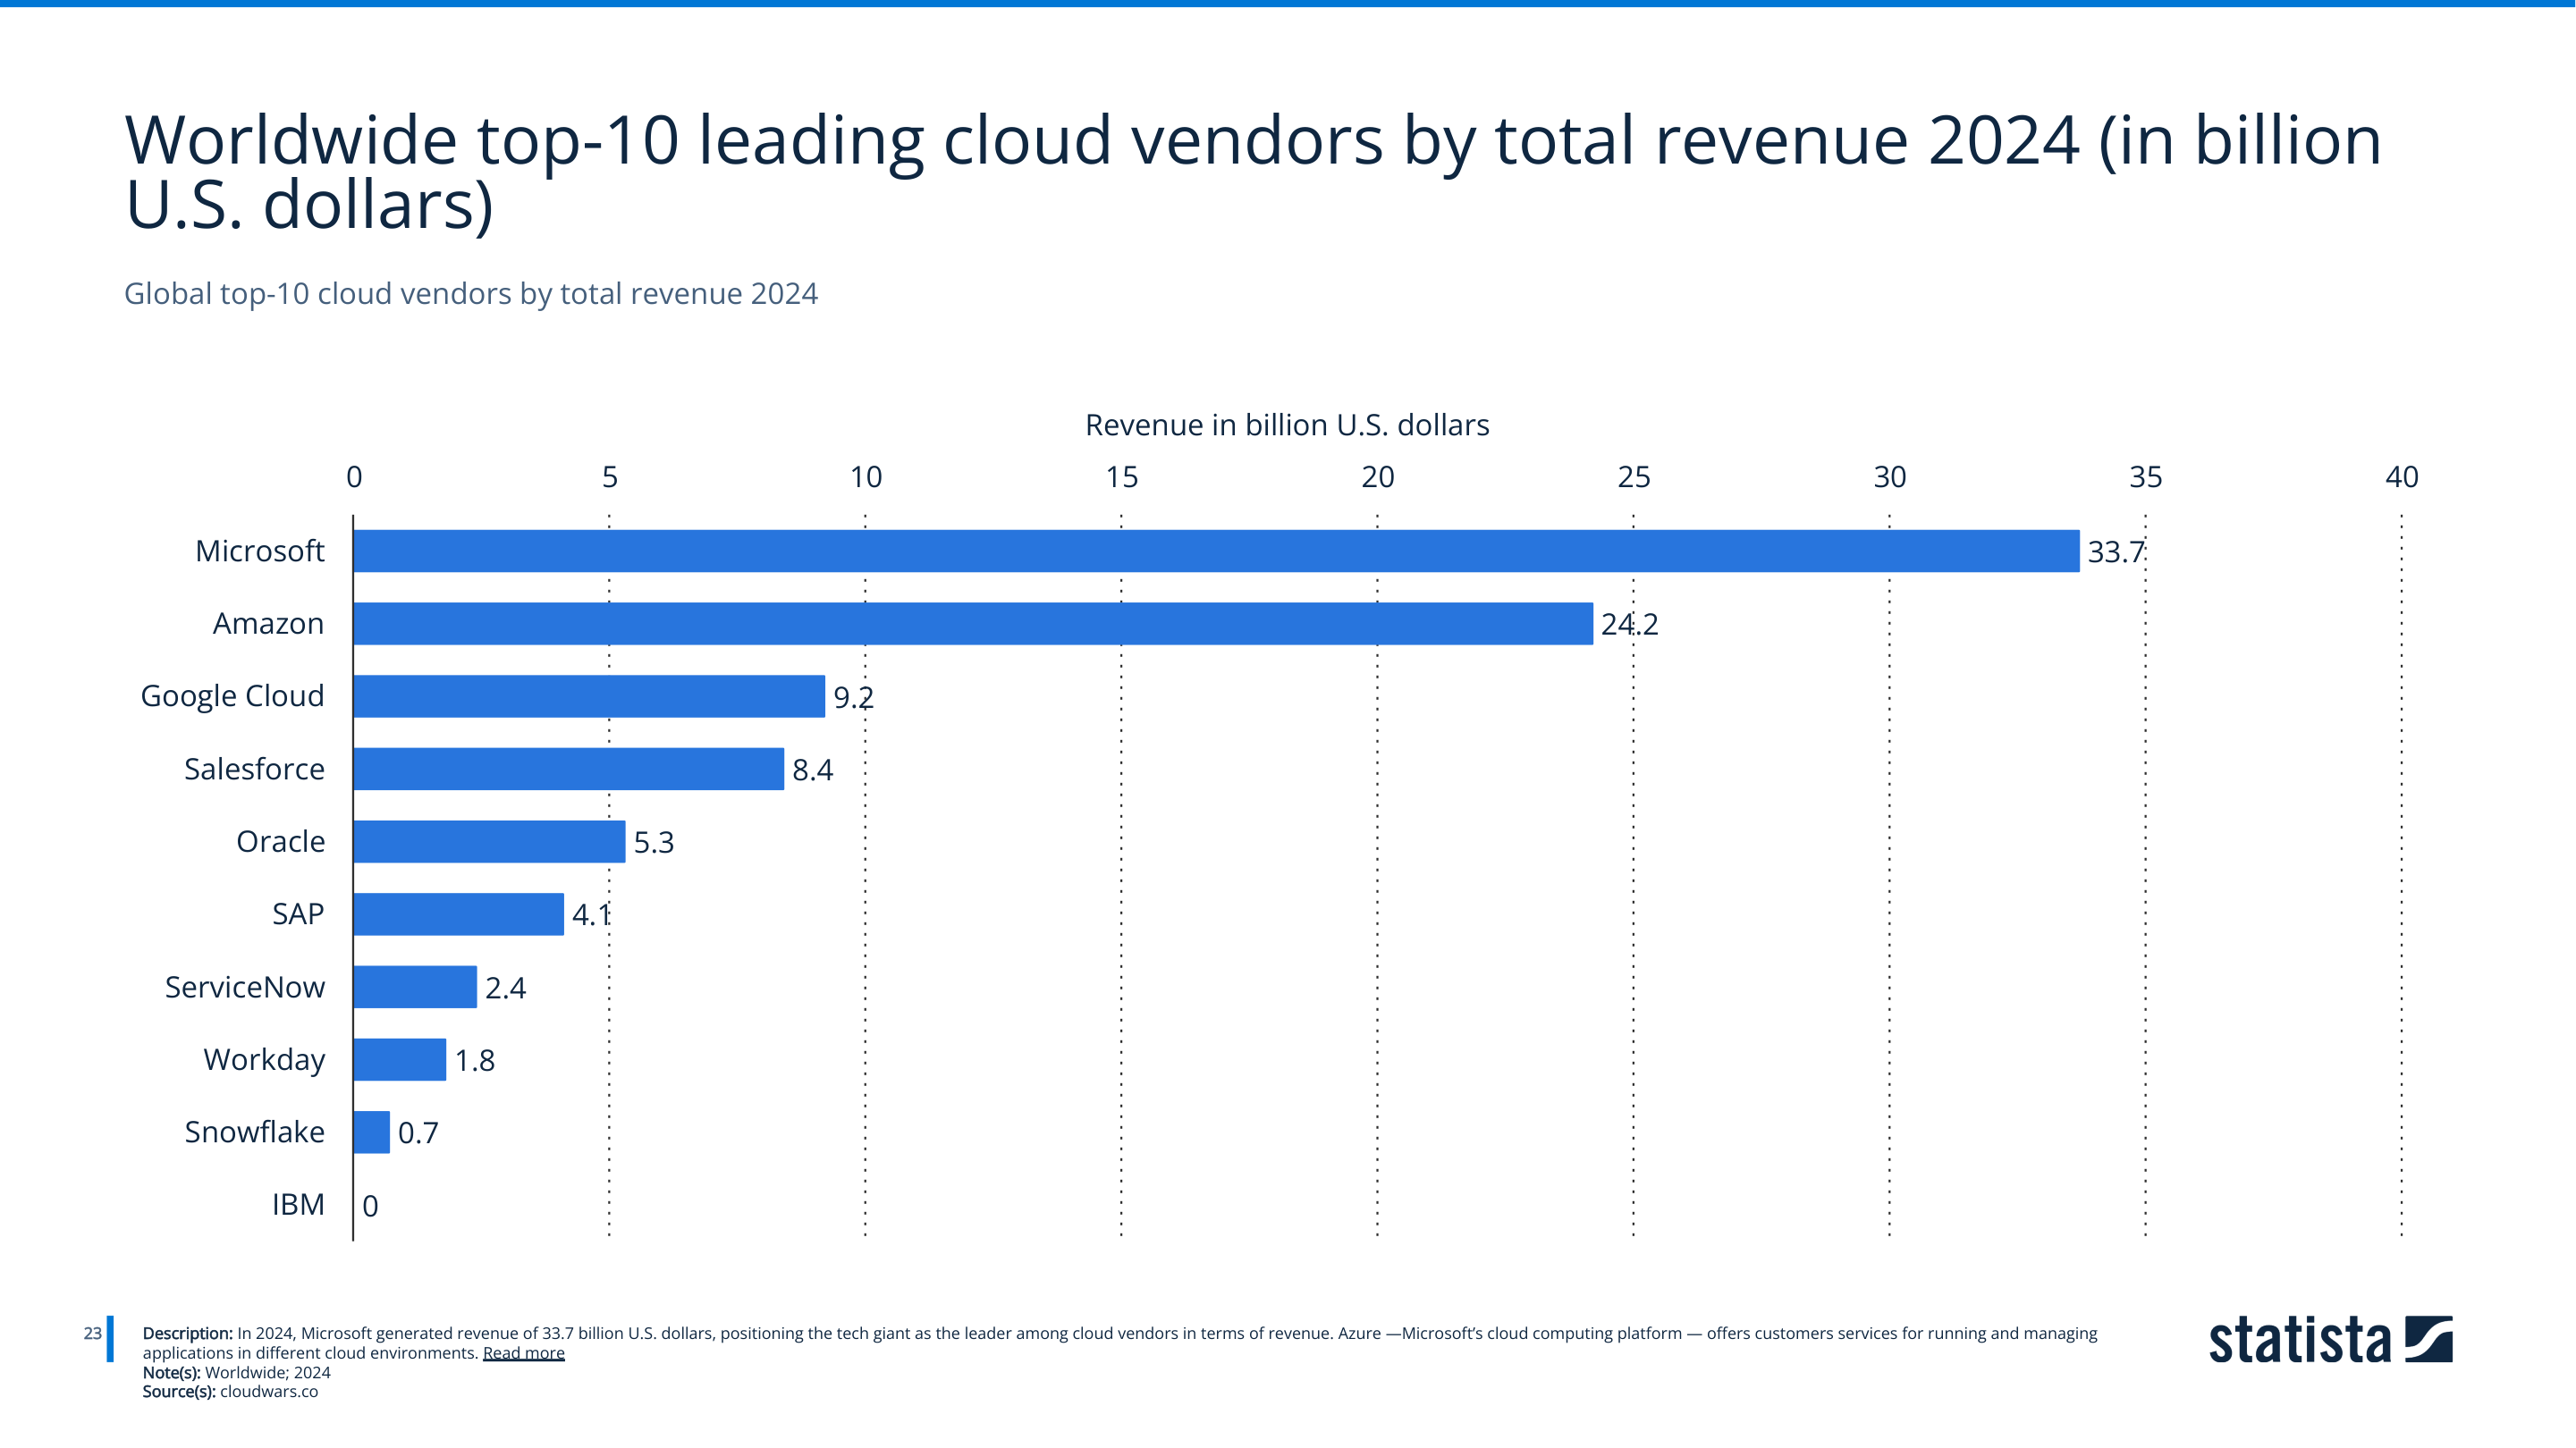 Worldwide top-10 leading cloud vendors by total revenue 2024 (in billion
U.S. dollars)
Global top-10 cloud vendors by total revenue 2024
Revenue in billion U.S. dollars
0 5 10 15 20 25 30 35 40
Microsoft 33.7
Amazon 24.2
Google Cloud 9.2
Salesforce 8.4
Oracle 5.3
SAP 4.1
ServiceNow 2.4
Workday 1.8
Snowflake 0.7
IBM 0
23
Description: In 2024, Microsoft generated revenue of 33.7 billion U.S. dollars, positioning the tech giant as the leader among cloud vendors in terms of revenue. Azure —Microsoft’s cloud computing platform — offers customers services for running and managing
applications in different cloud environments. Read more
Note(s): Worldwide; 2024
Source(s): cloudwars.co
statista